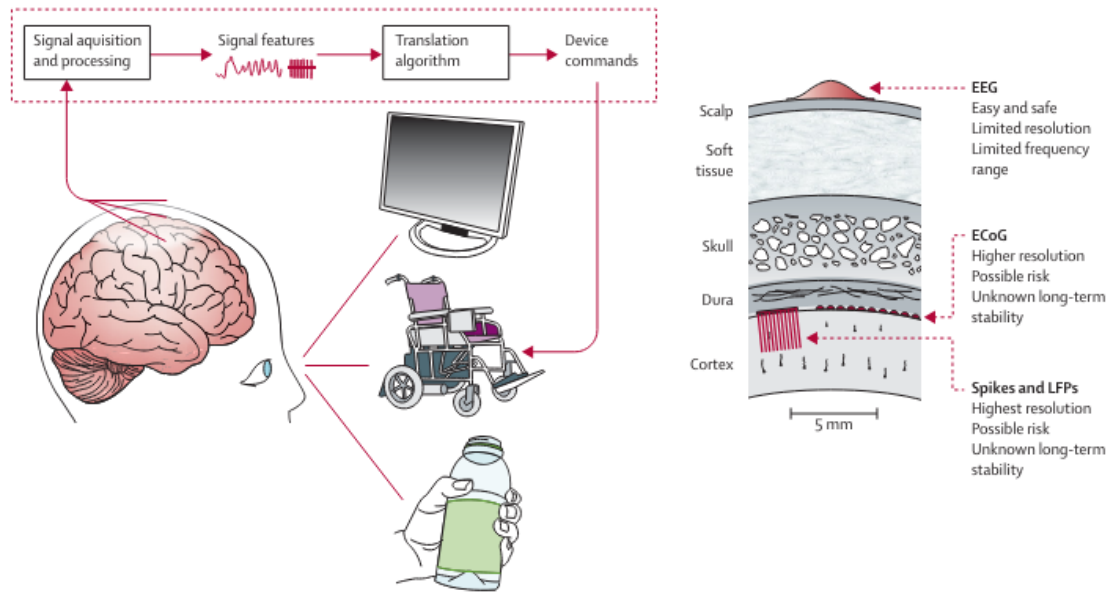 Signal aquisition
and processing
Signal features
Translation
algorithm
Device
commands
Scalp
Soft
tissue
Skull
Dura
Cortex
5 mm
EEG
Easy and safe
Limited resolution
Limited frequency
range
ECoG
Higher resolution
Possible risk
Unknown long-term
stability
Spikes and LFPs
Highest resolution
Possible risk
Unknown long-term
stability